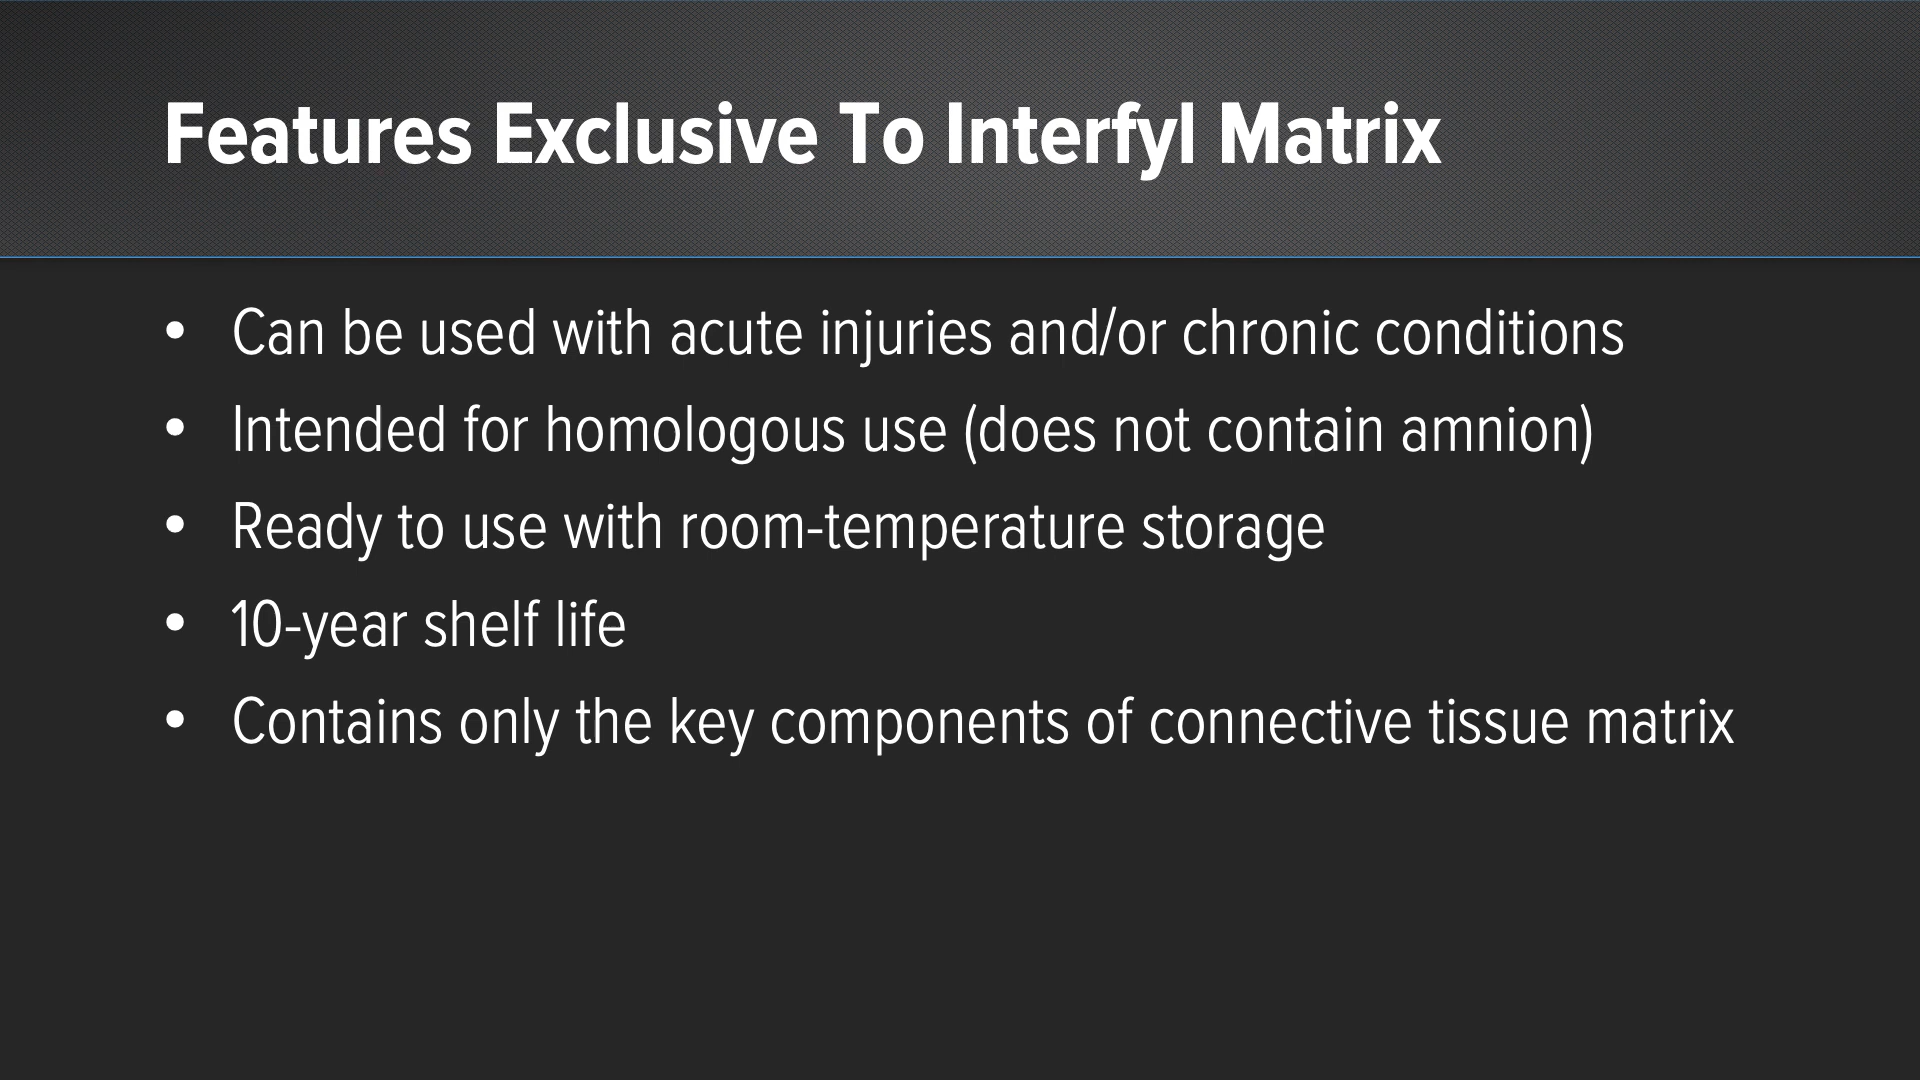 Features Exclusive To Interfyl Matrix
• Can be used with acute injuries and/or chronic conditions
• Intended for homologous use (does not contain amnion)
• Ready to use with room-temperature storage
• 10-year shelf life
• Contains only the key components of connective tissue matrix